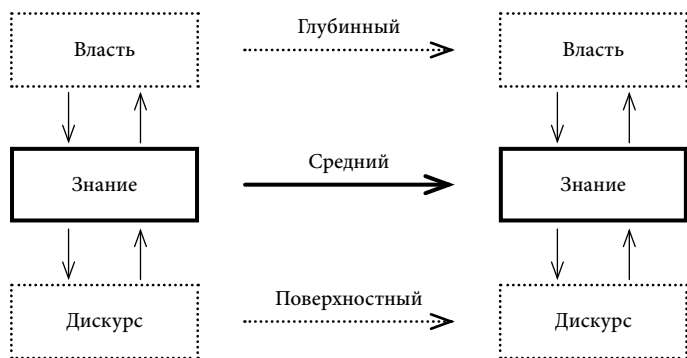 Власть
Глубинный
Власть
Знание
Средний
Знание
Дискурс
Поверхностный
Дискурс